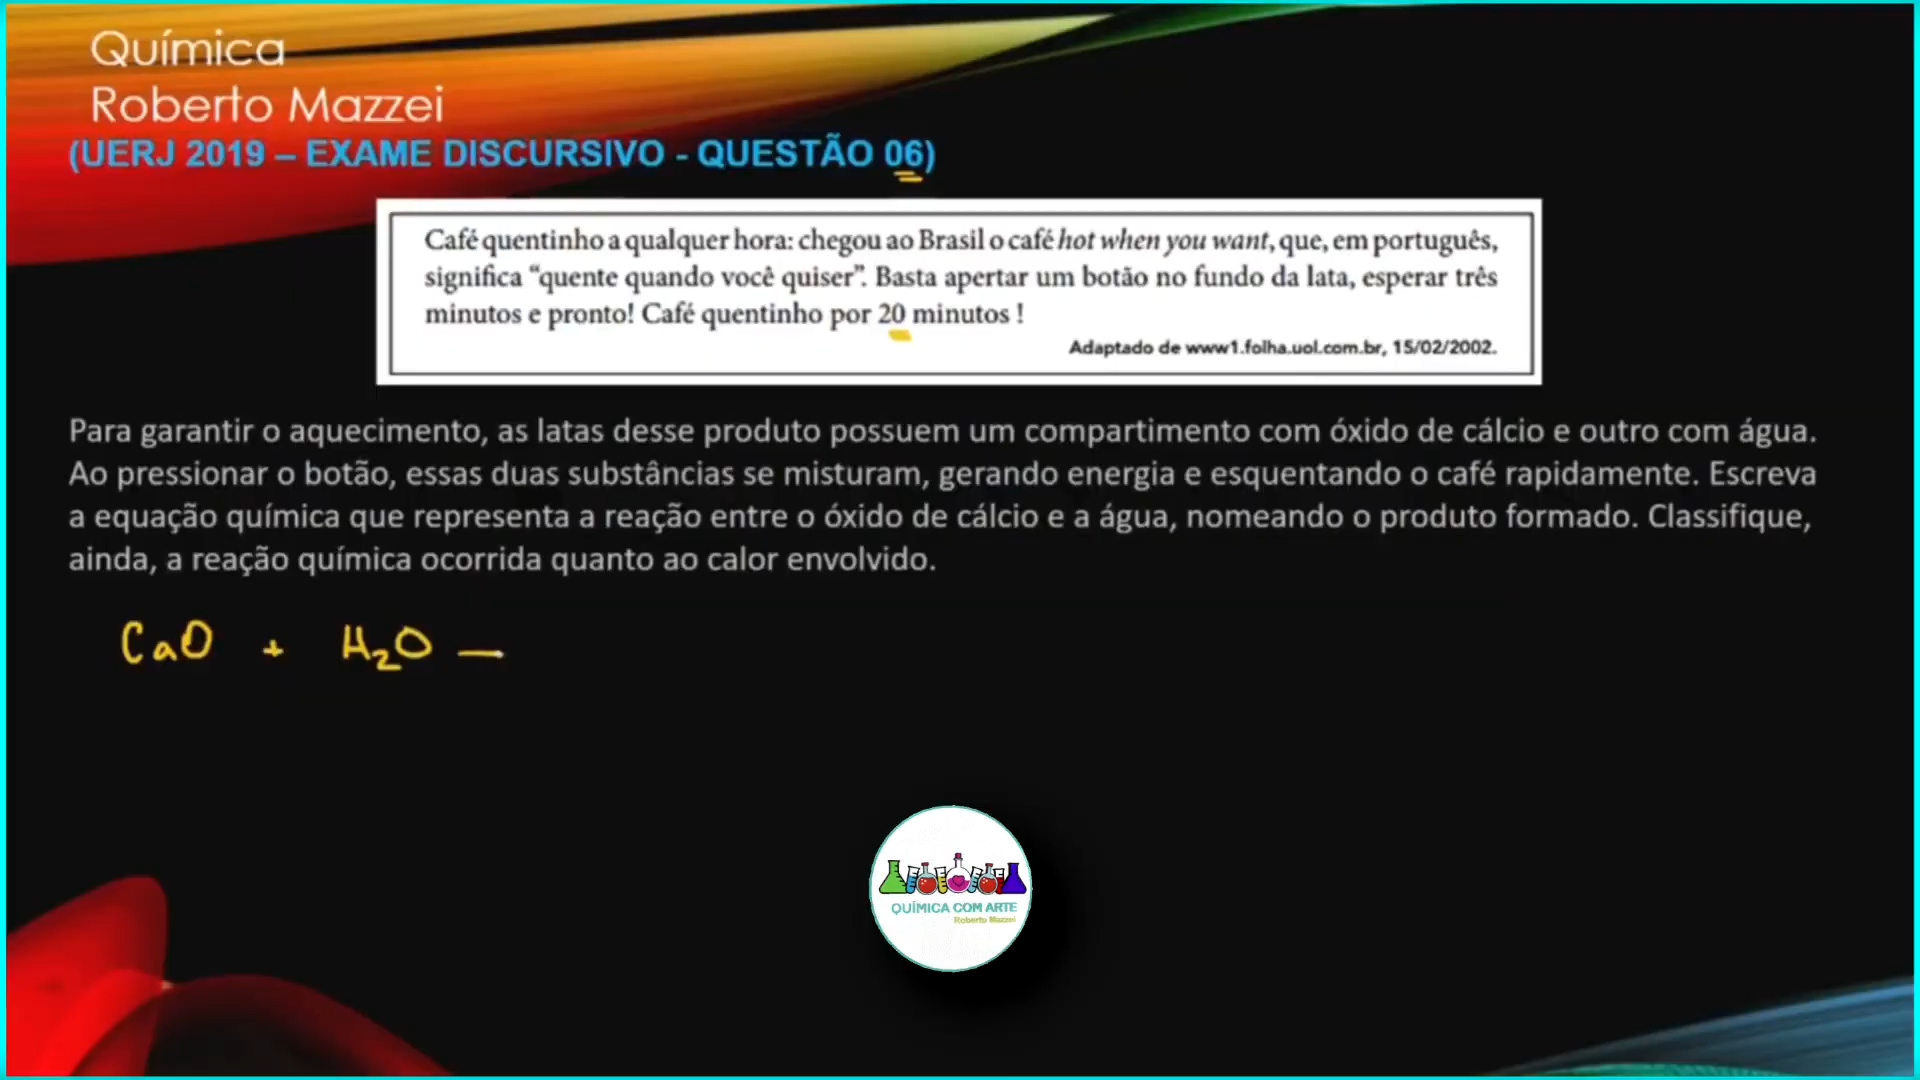 Química
Roberto Mazzei
(UERJ 2019 – EXAME DISCURSIVO - QUESTÃO 06)
Café quentinho a qualquer hora: chegou ao Brasil o café hot when you want, que, em português,
significa “quente quando você quiser”. Basta apertar um botão no fundo da lata, esperar três
minutos e pronto! Café quentinho por 20 minutos !
Adaptado de www1.folha.uol.com.br, 15/02/2002.
Para garantir o aquecimento, as latas desse produto possuem um compartimento com óxido de cálcio e outro com água.
Ao pressionar o botão, essas duas substâncias se misturam, gerando energia e esquentando o café rapidamente. Escreva
a equação química que representa a reação entre o óxido de cálcio e a água, nomeando o produto formado. Classifique,
ainda, a reação química ocorrida quanto ao calor envolvido.
CaO + H₂O —
QUÍMICA COM ARTE
Roberto Mazzei